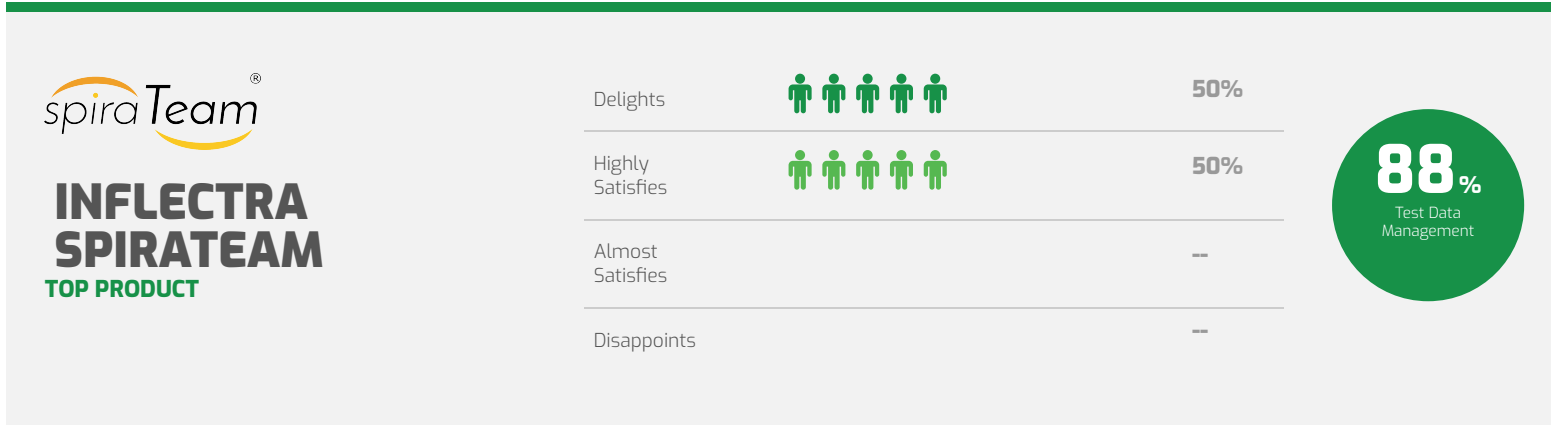 spiraTeam®
INFLECTRA
SPIRATEAM
TOP PRODUCT
Delights 50%
Highly
Satisfies 50%
Almost
Satisfies --
Disappoints --
88%
Test Data
Management